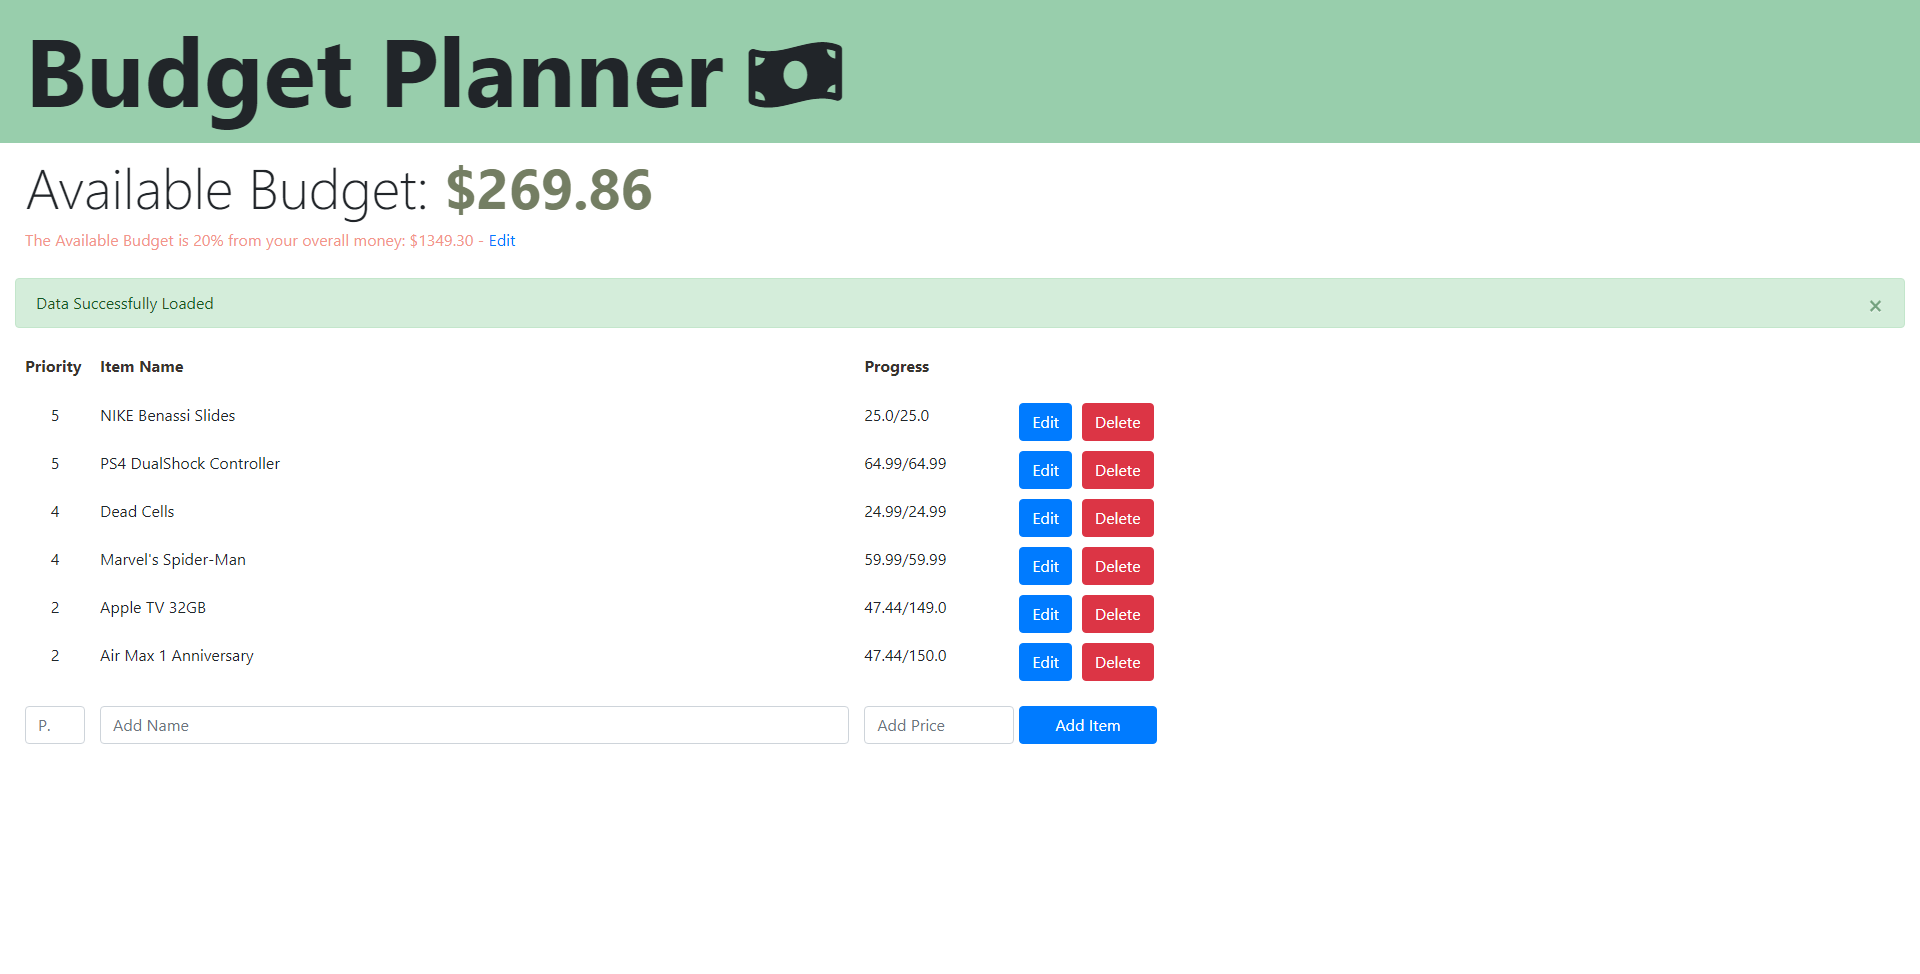 Budget Planner
Available Budget: $269.86
The Available Budget is 20% from your overall money: $1349.30 - Edit
Data Successfully Loaded ×
Priority Item Name Progress
5 NIKE Benassi Slides 25.0/25.0 Edit Delete
5 PS4 DualShock Controller 64.99/64.99 Edit Delete
4 Dead Cells 24.99/24.99 Edit Delete
4 Marvel's Spider-Man 59.99/59.99 Edit Delete
2 Apple TV 32GB 47.44/149.0 Edit Delete
2 Air Max 1 Anniversary 47.44/150.0 Edit Delete
P. Add Name Add Price Add Item